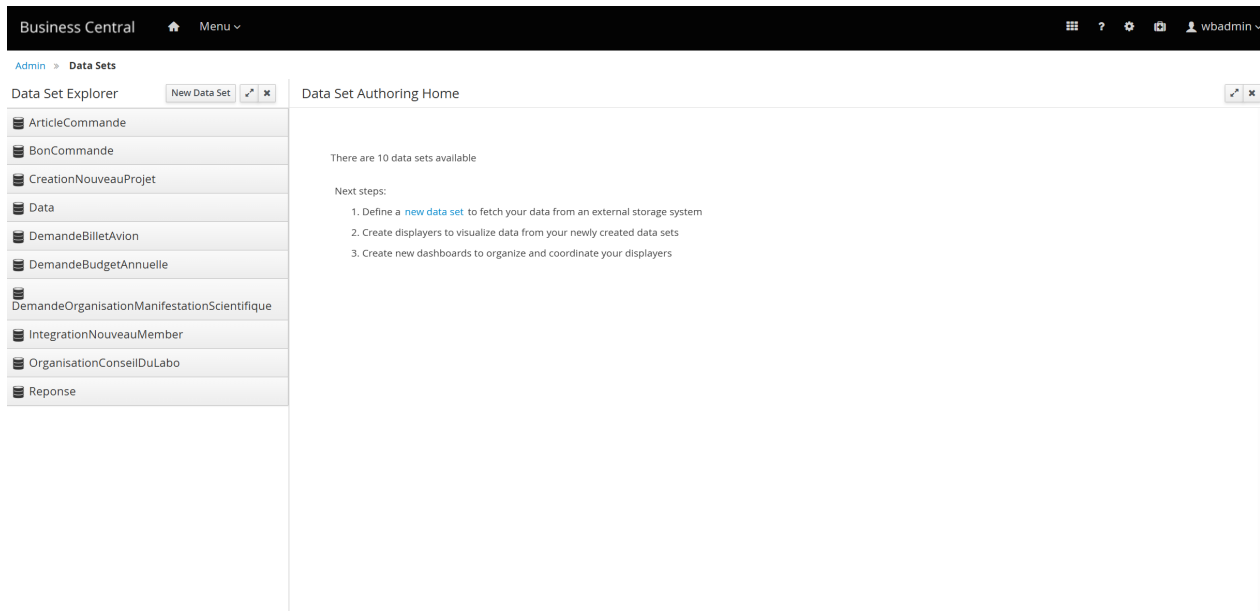 Business Central Menu ? wbadmin
Admin » Data Sets
Data Set Explorer New Data Set
ArticleCommande
BonCommande
CreationNouveauProjet
Data
DemandeBilletAvion
DemandeBudgetAnnuelle
DemandeOrganisationManifestationScientifique
IntegrationNouveauMember
OrganisationConseilDuLabo
Reponse
Data Set Authoring Home
There are 10 data sets available
Next steps:
1. Define a new data set to fetch your data from an external storage system
2. Create displayers to visualize data from your newly created data sets
3. Create new dashboards to organize and coordinate your displayers